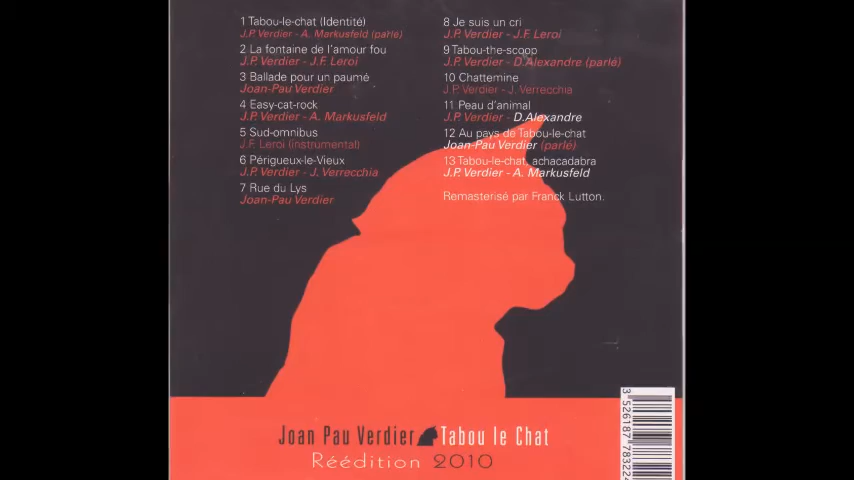 1 Tabou-le-chat (Identité)
J.P. Verdier - A. Markusfeld (parlé)
2 La fontaine de l'amour fou
J.P. Verdier - J.F. Leroi
3 Ballade pour un paumé
Joan-Pau Verdier
4 Easy-cat-rock
J.P. Verdier - A. Markusfeld
5 Sud-omnibus
J.F. Leroi (instrumental)
6 Périgueux-le-Vieux
J.P. Verdier - J. Verrecchia
7 Rue du Lys
Joan-Pau Verdier
8 Je suis un cri
J.P. Verdier - J.F. Leroi
9 Tabou-the-scoop
J.P. Verdier - D.Alexandre (parlé)
10 Chattemine
J.P. Verdier - J. Verrecchia
11 Peau d'animal
J.P. Verdier - D.Alexandre
12 Au pays de Tabou-le-chat
Joan-Pau Verdier (parlé)
13 Tabou-le-chat, achacadabra
J.P. Verdier - A. Markusfeld
Remasterisé par Franck Lutton.
Joan Pau Verdier Tabou le Chat
Réédition 2010
3 526187 783224